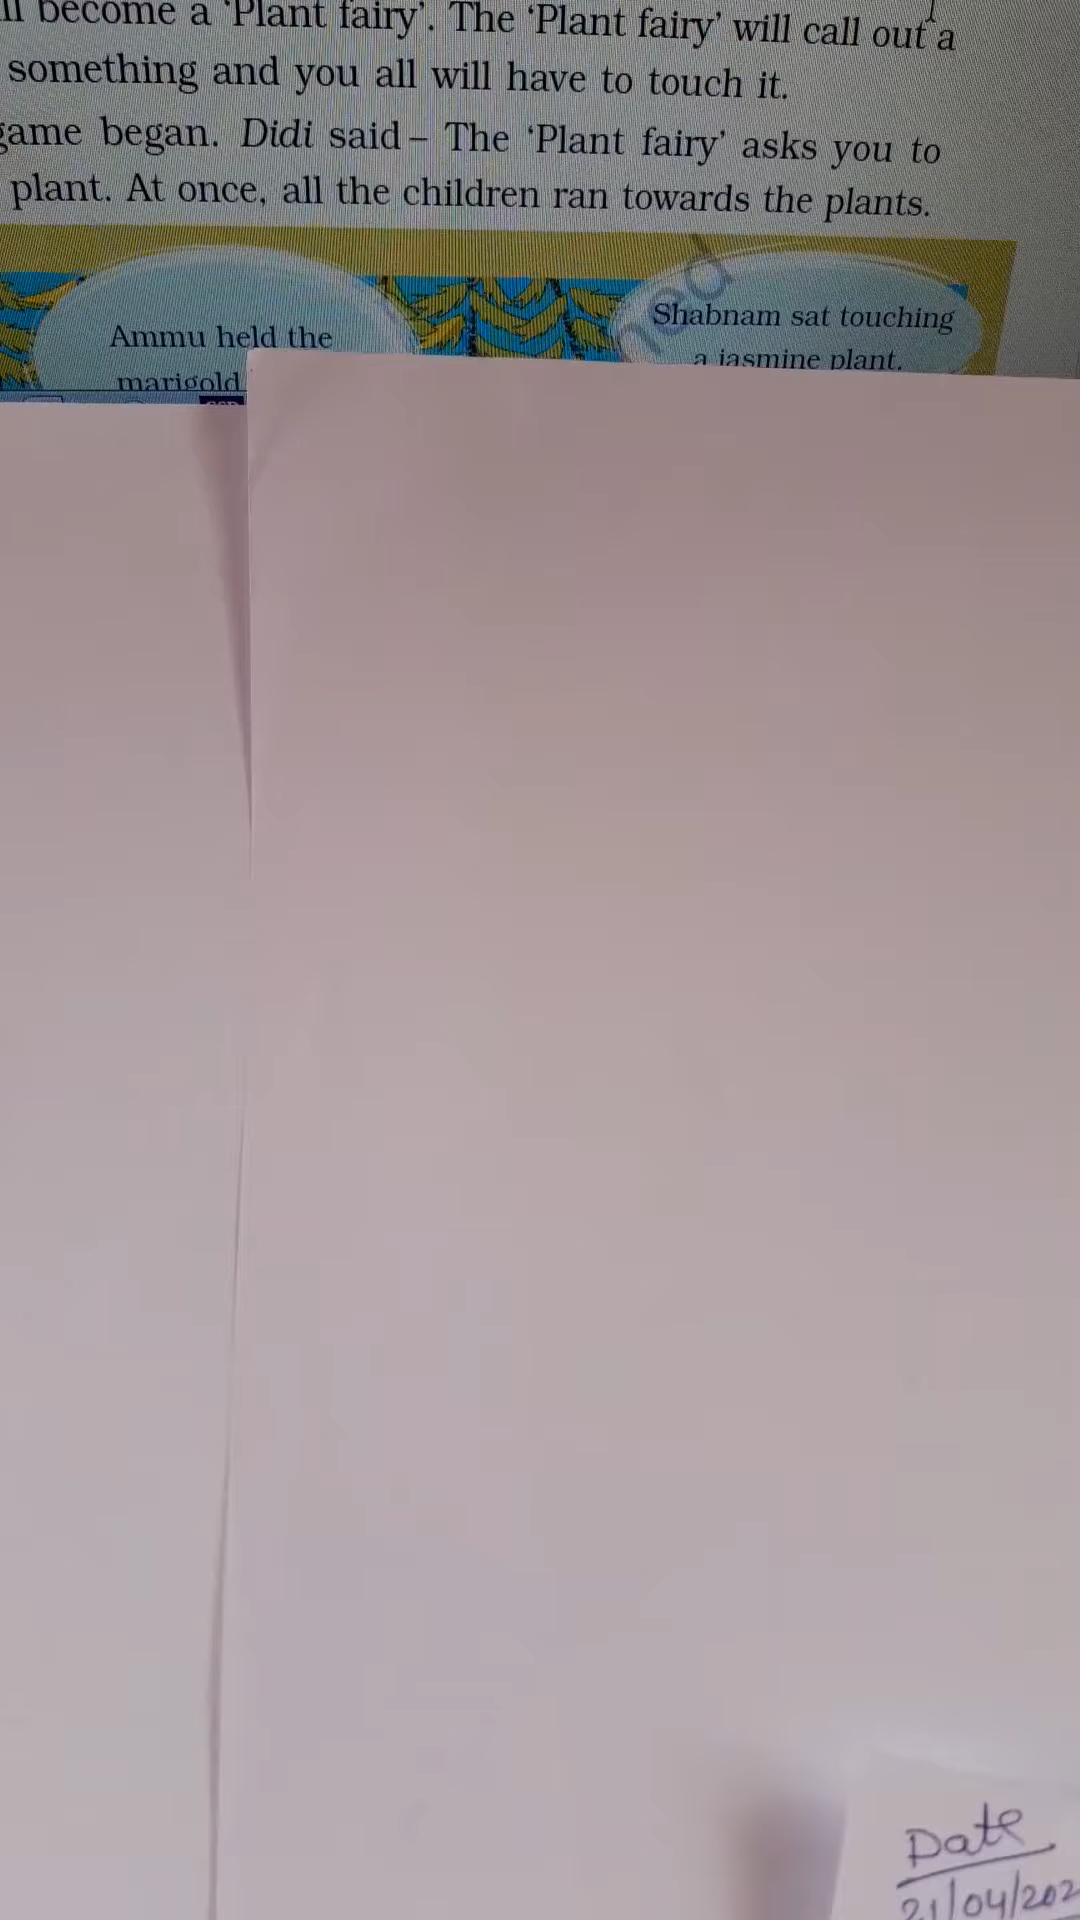 become a 'Plant fairy'. The 'Plant fairy' will call out a
something and you all will have to touch it.
game began. Didi said – The 'Plant fairy' asks you to
plant. At once, all the children ran towards the plants.
Ammu held the
marigold
Shabnam sat touching
a jasmine plant.
Date
21/04/202